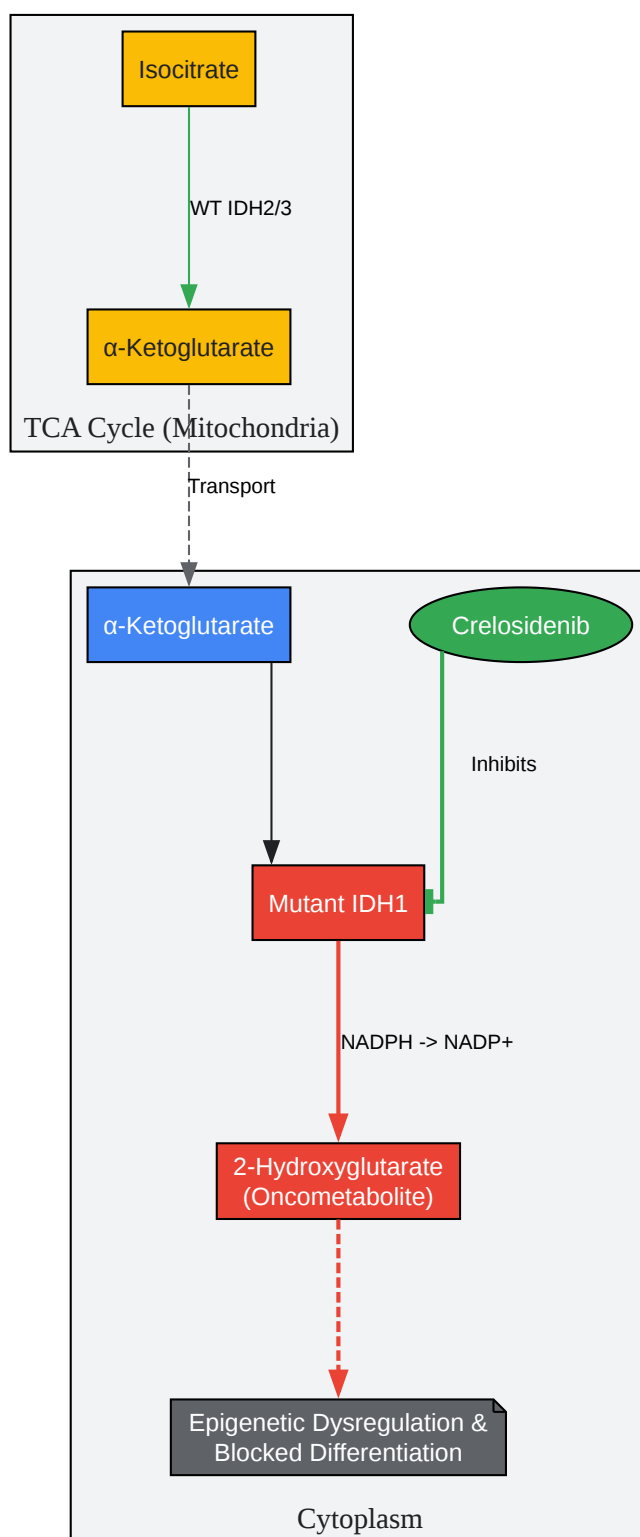 Isocitrate
WT IDH2/3
α-Ketoglutarate
TCA Cycle (Mitochondria)
Transport
α-Ketoglutarate
Crelosidenib
Inhibits
Mutant IDH1
NADPH -> NADP+
2-Hydroxyglutarate
(Oncometabolite)
Epigenetic Dysregulation &
Blocked Differentiation
Cytoplasm